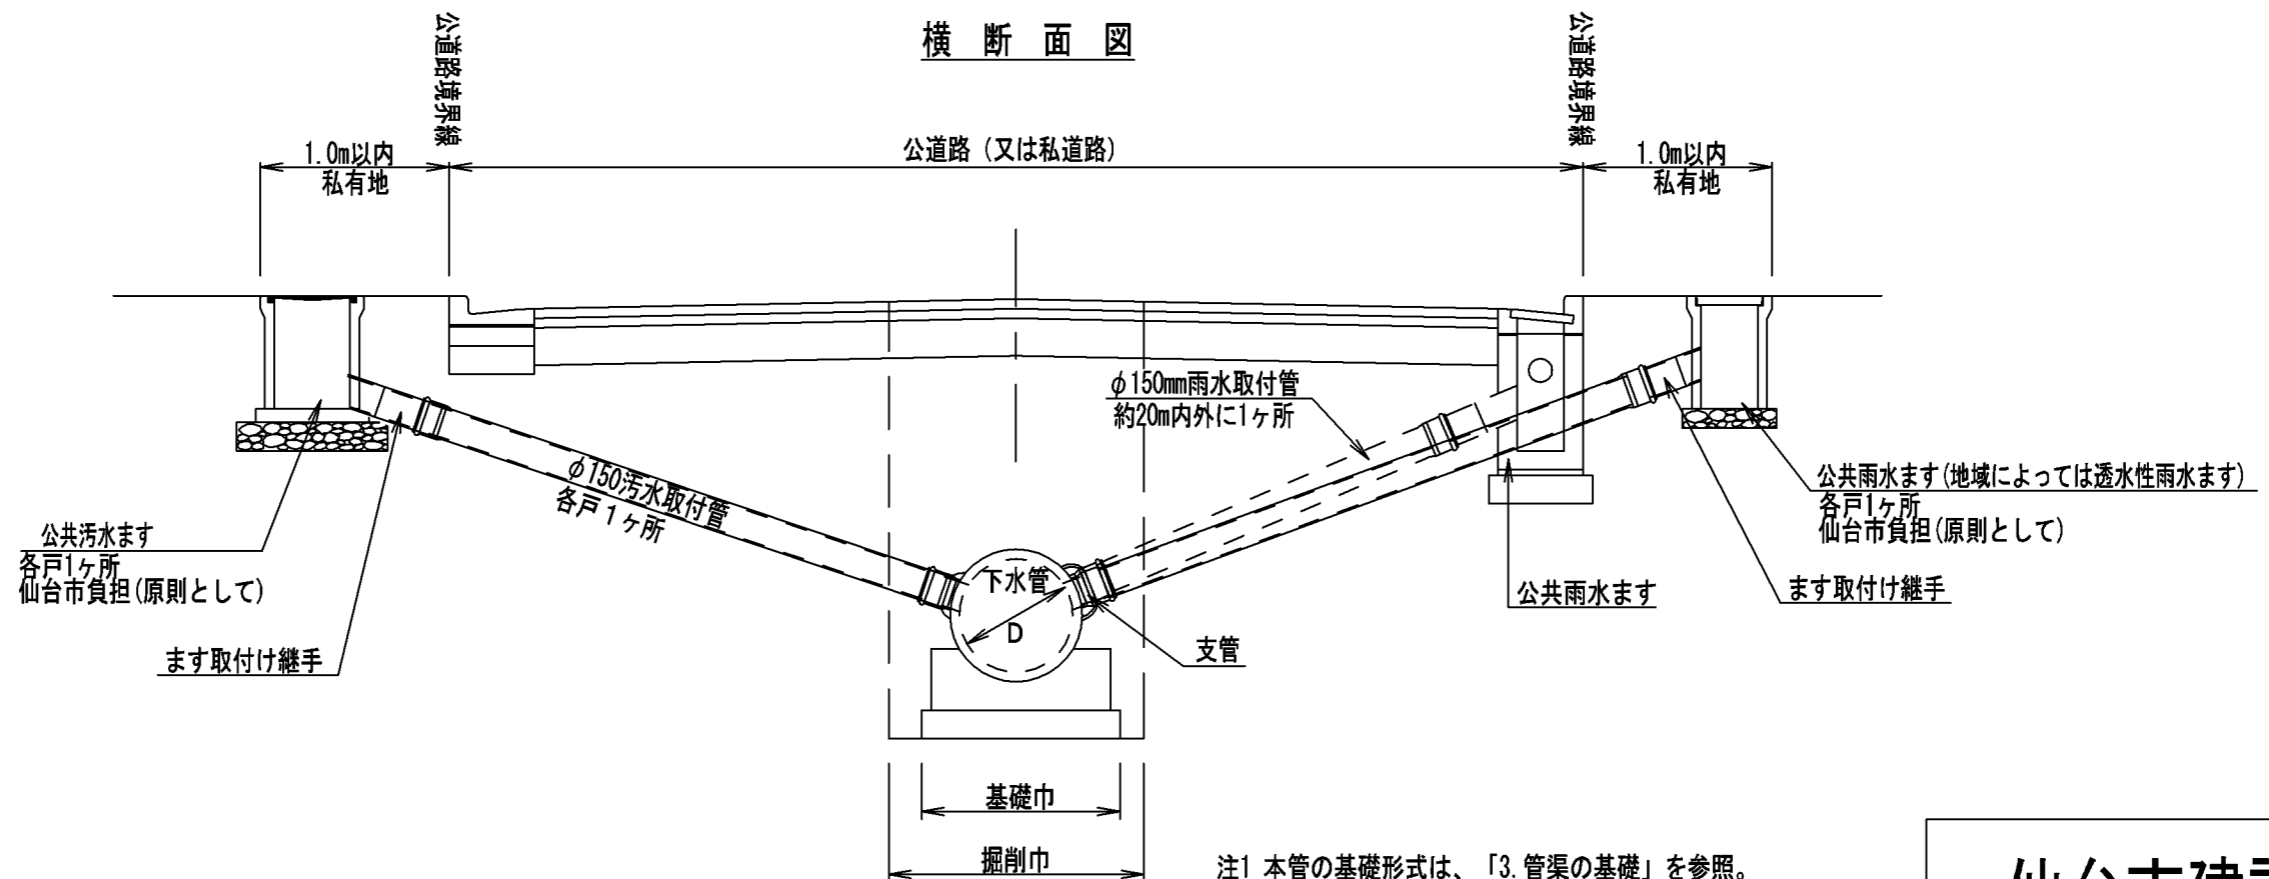 横断面図
公道路境界線
公道路境界線
1.0m以内
私有地
公道路（又は私道路）
1.0m以内
私有地
φ150mm雨水取付管
約20m内外に1ヶ所
φ150汚水取付管
各戸1ヶ所
公共汚水ます
各戸1ヶ所
仙台市負担(原則として)
ます取付け継手
下水管
D
支管
公共雨水ます
公共雨水ます(地域によっては透水性雨水ます)
各戸1ヶ所
仙台市負担(原則として)
ます取付け継手
基礎巾
掘削巾
注1 本管の基礎形式は、「3.管渠の基礎」を参照。
仙台市建